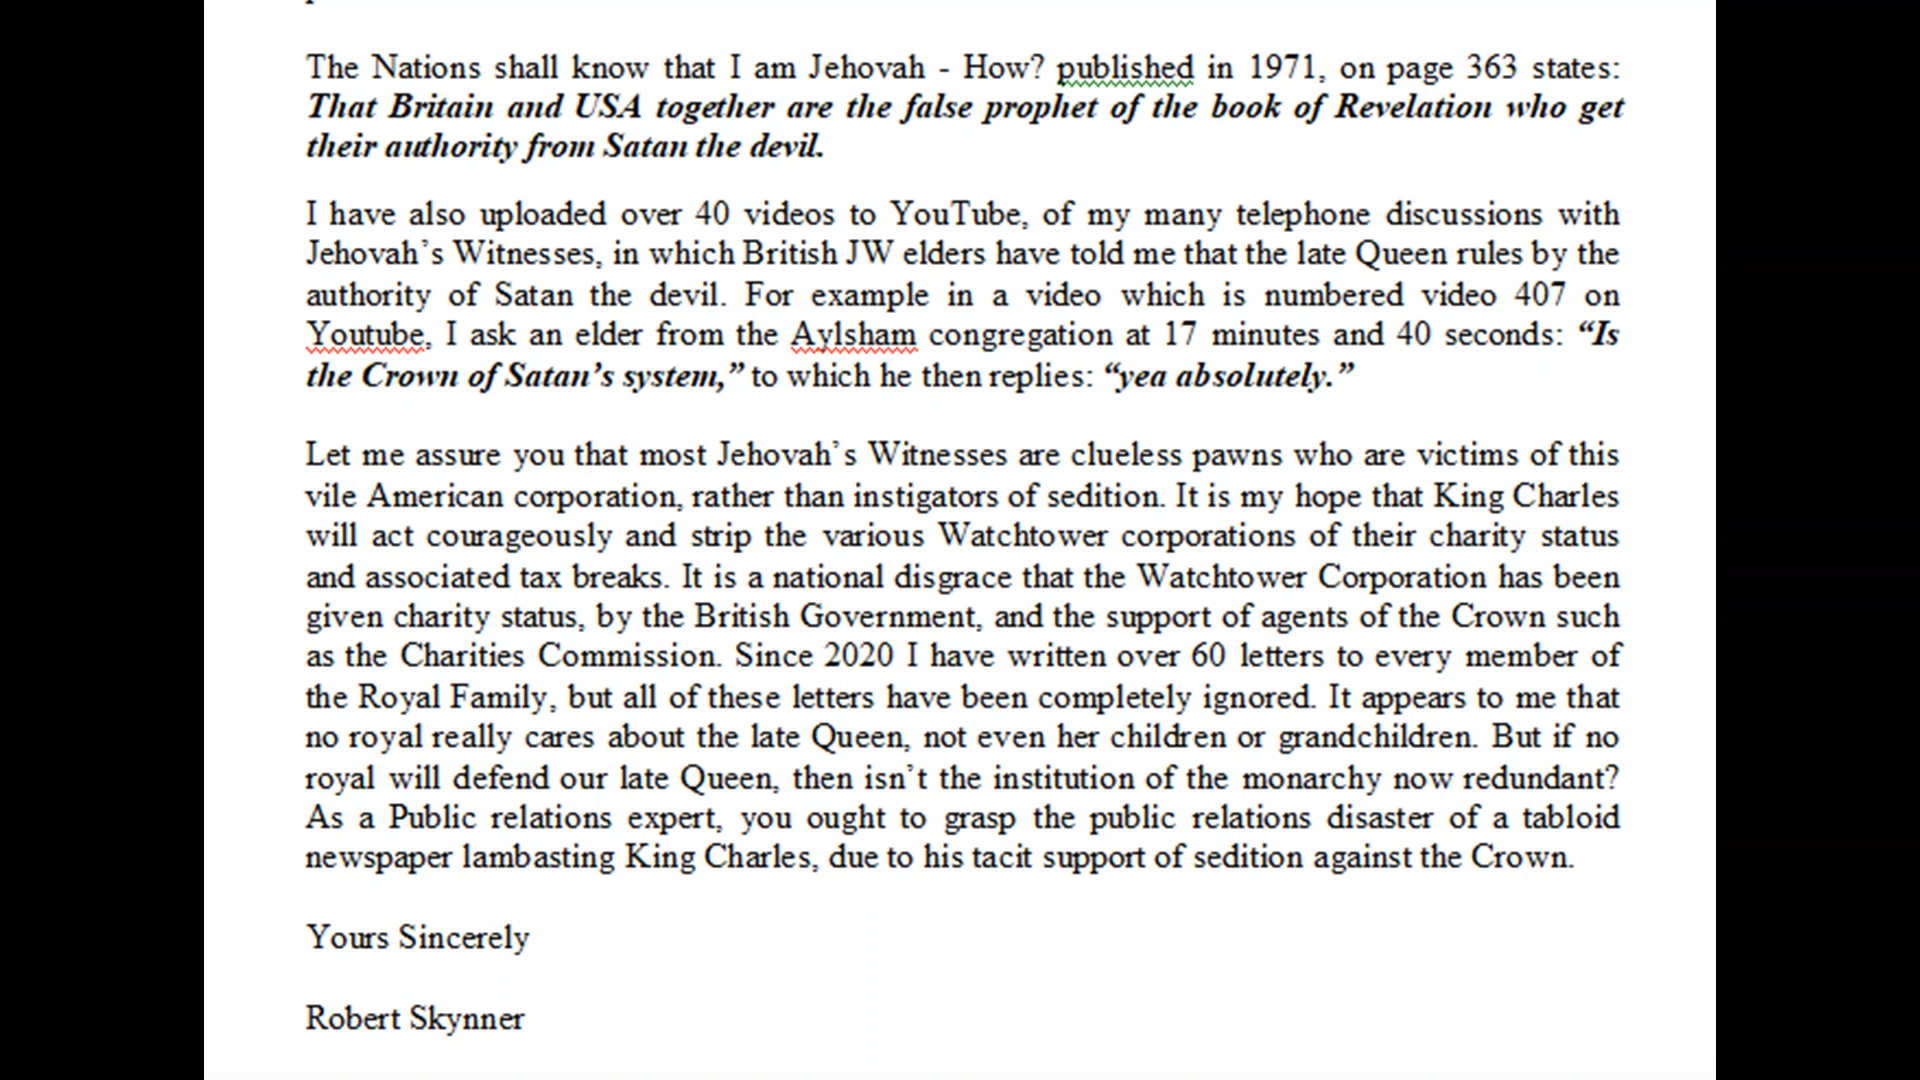 The Nations shall know that I am Jehovah - How? published in 1971, on page 363 states:
That Britain and USA together are the false prophet of the book of Revelation who get
their authority from Satan the devil.
I have also uploaded over 40 videos to YouTube, of my many telephone discussions with
Jehovah's Witnesses, in which British JW elders have told me that the late Queen rules by the
authority of Satan the devil. For example in a video which is numbered video 407 on
Youtube, I ask an elder from the Aylsham congregation at 17 minutes and 40 seconds: “Is
the Crown of Satan's system,” to which he then replies: “yea absolutely.”
Let me assure you that most Jehovah's Witnesses are clueless pawns who are victims of this
vile American corporation, rather than instigators of sedition. It is my hope that King Charles
will act courageously and strip the various Watchtower corporations of their charity status
and associated tax breaks. It is a national disgrace that the Watchtower Corporation has been
given charity status, by the British Government, and the support of agents of the Crown such
as the Charities Commission. Since 2020 I have written over 60 letters to every member of
the Royal Family, but all of these letters have been completely ignored. It appears to me that
no royal really cares about the late Queen, not even her children or grandchildren. But if no
royal will defend our late Queen, then isn't the institution of the monarchy now redundant?
As a Public relations expert, you ought to grasp the public relations disaster of a tabloid
newspaper lambasting King Charles, due to his tacit support of sedition against the Crown.
Yours Sincerely
Robert Skynner